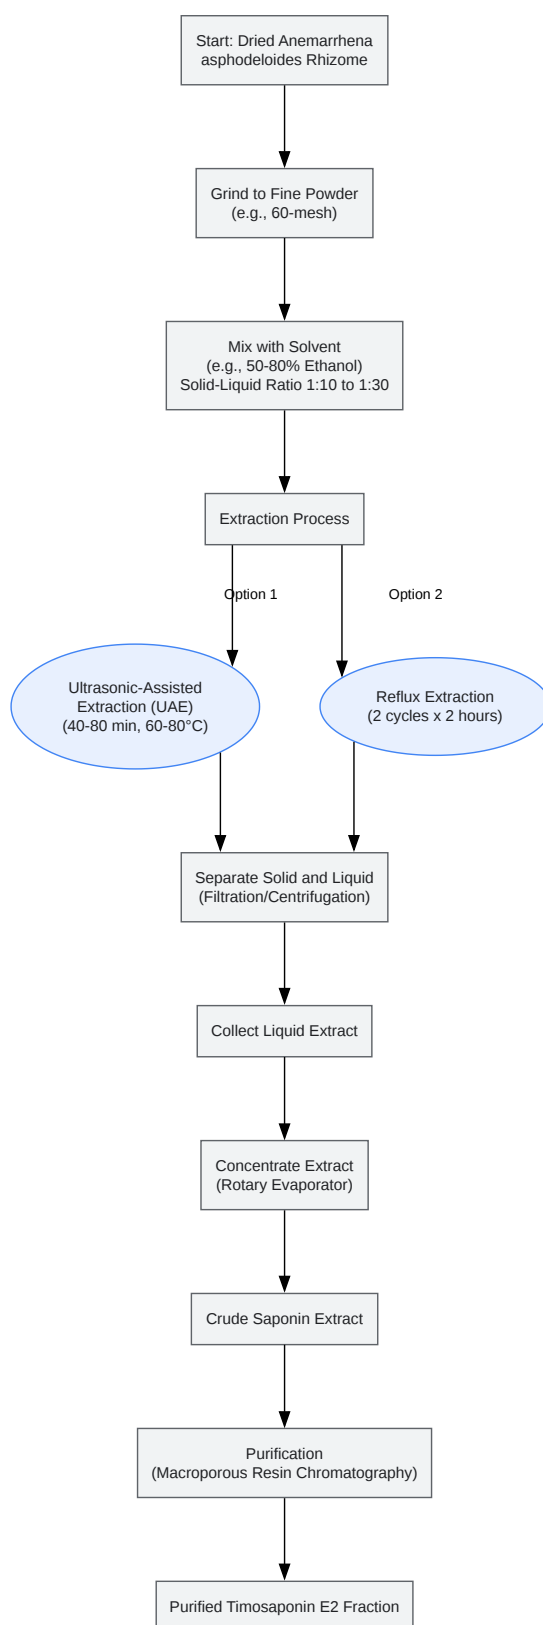 Start: Dried Anemarrhena
asphodeloides Rhizome
Grind to Fine Powder
(e.g., 60-mesh)
Mix with Solvent
(e.g., 50-80% Ethanol)
Solid-Liquid Ratio 1:10 to 1:30
Extraction Process
Option 1
Option 2
Ultrasonic-Assisted
Extraction (UAE)
(40-80 min, 60-80°C)
Reflux Extraction
(2 cycles x 2 hours)
Separate Solid and Liquid
(Filtration/Centrifugation)
Collect Liquid Extract
Concentrate Extract
(Rotary Evaporator)
Crude Saponin Extract
Purification
(Macroporous Resin Chromatography)
Purified Timosaponin E2 Fraction